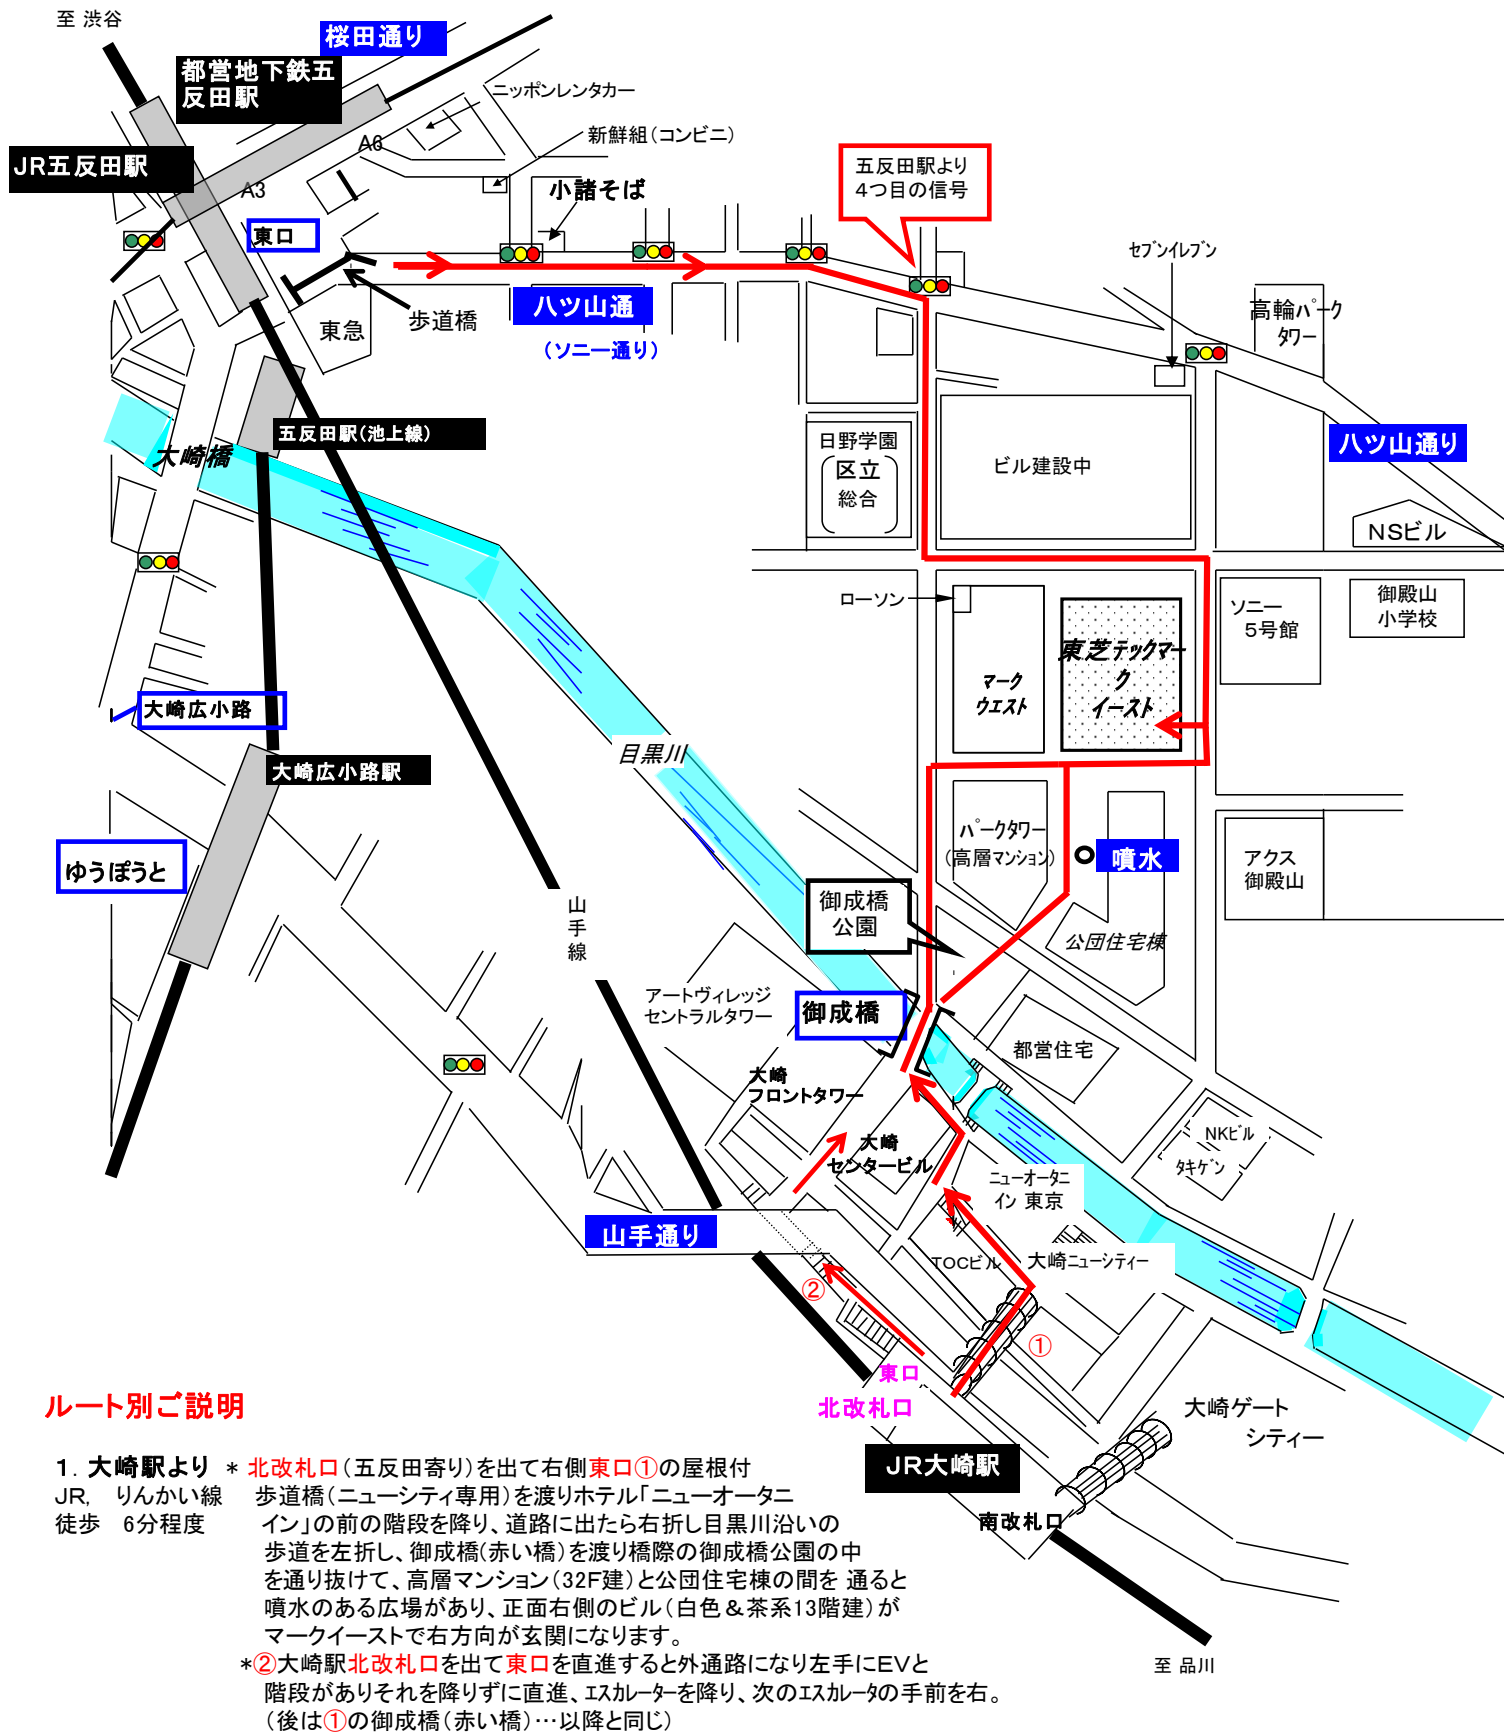 至 渋谷
桜田通り
都営地下鉄五
反田駅
ニッポンレンタカー
新鮮組(コンビニ)
A6
JR五反田駅
A3
小諸そば
五反田駅より
4つ目の信号
東口
セブンイレブン
八ツ山通
(ソニー通り)
東急
歩道橋
高輪パーク
タワー
五反田駅(池上線)
大崎橋
日野学園
区立
総合
ビル建設中
八ツ山通り
NSビル
ローソン
ソニー
5号館
御殿山
小学校
東芝テックマー
ク
イースト
マーク
ウエスト
大崎広小路
目黒川
大崎広小路駅
パークタワー
(高層マンション)
噴水
アクス
御殿山
ゆうぽうと
御成橋
公園
山
手
線
公団住宅棟
アートヴィレッジ
セントラルタワー
御成橋
都営住宅
大崎
フロントタワー
大崎
センタービル
NKビル
タキゲン
ニューオータニ
イン 東京
山手通り
TOCビル
大崎ニューシティー
②
①
東口
北改札口
大崎ゲート
シティー
JR大崎駅
南改札口
至 品川
ルート別ご説明
1. 大崎駅より * 北改札口(五反田寄り)を出て右側東口①の屋根付
JR, りんかい線 歩道橋(ニューシティ専用)を渡りホテル「ニューオータニ
徒歩 6分程度 イン」の前の階段を降り、道路に出たら右折し目黒川沿いの
歩道を左折し、御成橋(赤い橋)を渡り橋際の御成橋公園の中
を通り抜けて、高層マンション(32F建)と公団住宅棟の間を 通ると
噴水のある広場があり、正面右側のビル(白色&茶系13階建)が
マークイーストで右方向が玄関になります。
*②大崎駅北改札口を出て東口を直進すると外通路になり左手にEVと
階段がありそれを降りずに直進、エスカレーターを降り、次のエスカレータの手前を右。
(後は①の御成橋(赤い橋)…以降と同じ)